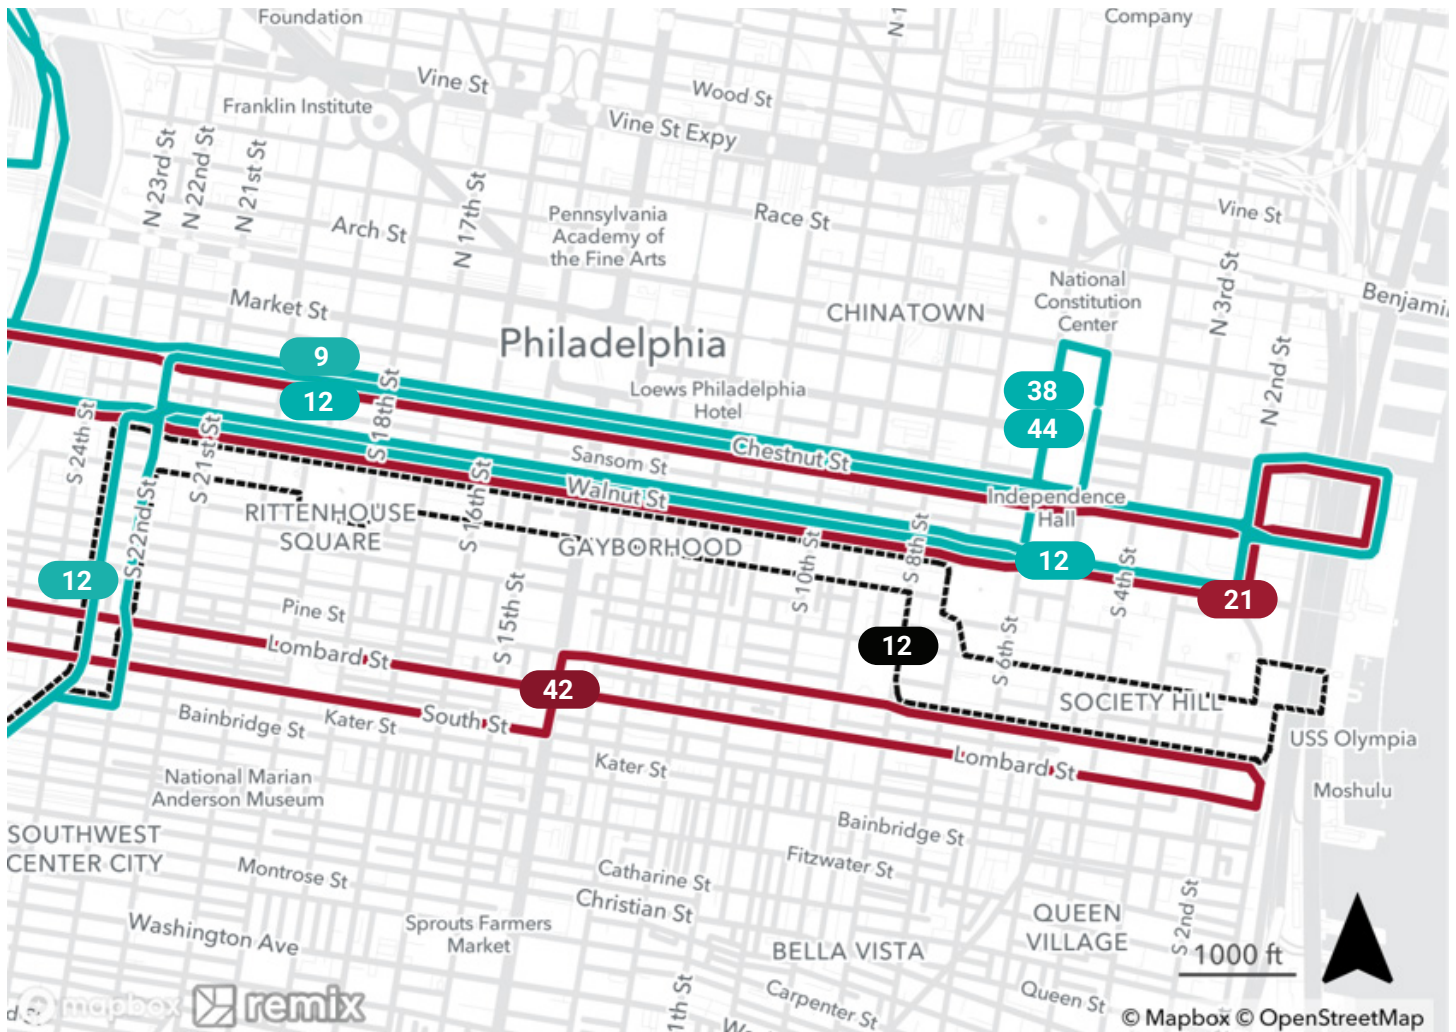 Foundation
N 1
Company
Vine St
Wood St
Franklin Institute
Vine St Expy
N 23rd St
N 22nd St
N 21st St
N 17th St
Arch St
Pennsylvania
Academy of
the Fine Arts
Race St
Vine St
N 3rd St
National
Constitution
Center
Benjamin
Market St
CHINATOWN
Philadelphia
N 2nd St
9
12
S 18th St
Loews Philadelphia
Hotel
38
44
S 24th St
S 21st St
Sansom St
Chestnut St
Walnut St
Independence
Hall
RITTENHOUSE
SQUARE
S 16th St
GAYBORHOOD
S 10th St
S 8th St
12
S 4th St
21
12
S 22nd St
Pine St
Lombard St
S 15th St
12
S 6th St
42
SOCIETY HILL
Bainbridge St
Kater St
South St
USS Olympia
Kater St
Lombard St
Moshulu
National Marian
Anderson Museum
SOUTHWEST
CENTER CITY
Bainbridge St
Fitzwater St
Montrose St
Catharine St
Christian St
Washington Ave
Sprouts Farmers
Market
BELLA VISTA
QUEEN
VILLAGE
S 2nd St
1000 ft
Carpenter St
Queen St
1th St
mapbox
remix
© Mapbox © OpenStreetMap